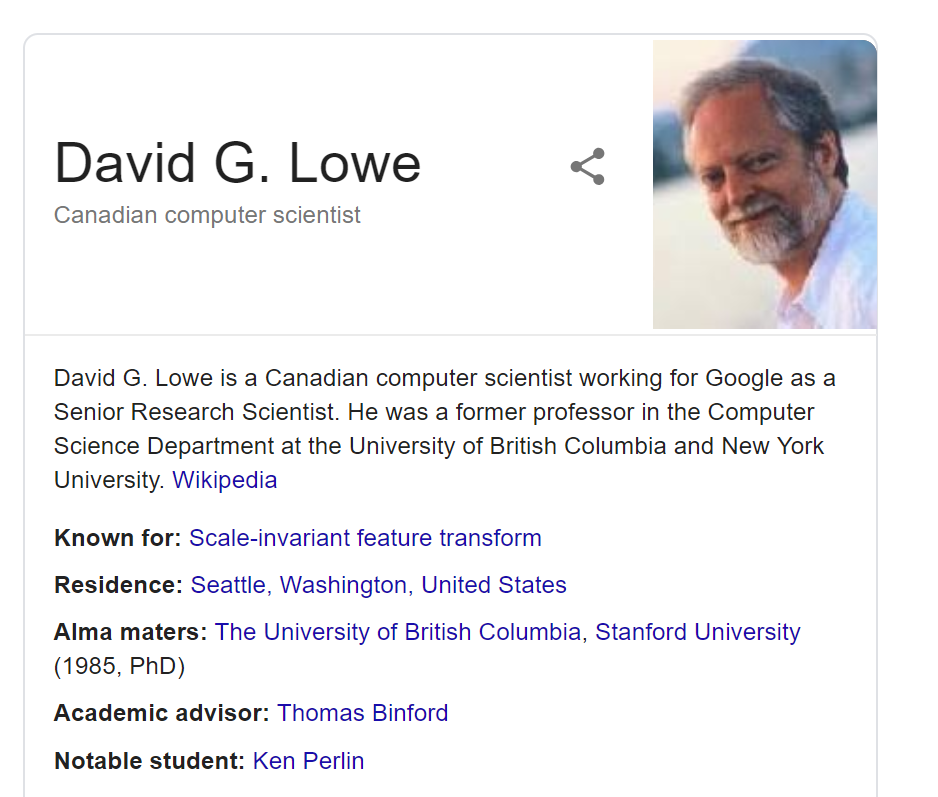 David G. Lowe
Canadian computer scientist
David G. Lowe is a Canadian computer scientist working for Google as a
Senior Research Scientist. He was a former professor in the Computer
Science Department at the University of British Columbia and New York
University. Wikipedia
Known for: Scale-invariant feature transform
Residence: Seattle, Washington, United States
Alma maters: The University of British Columbia, Stanford University
(1985, PhD)
Academic advisor: Thomas Binford
Notable student: Ken Perlin